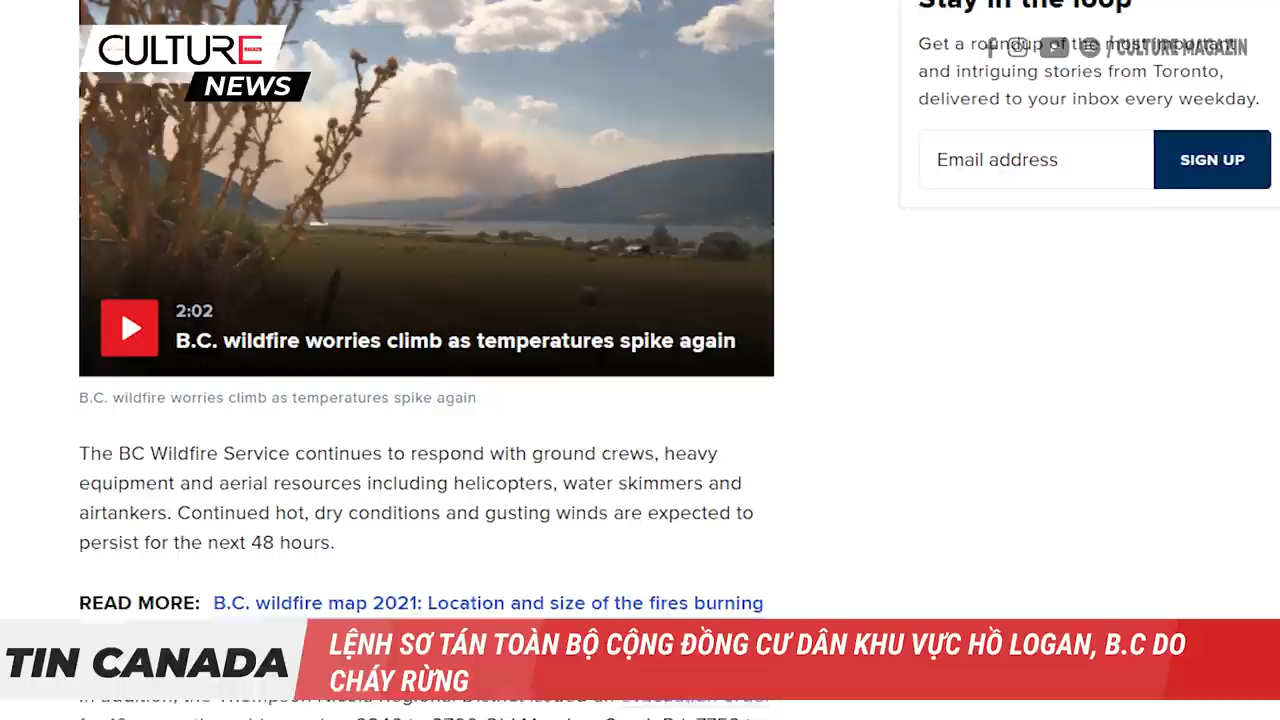 Stay in the loop
Get a roundup of the most important
and intriguing stories from Toronto,
delivered to your inbox every weekday.
Email address
SIGN UP
/ CULTURE MAGAZIN
CULTURE
NEWS
2:02
B.C. wildfire worries climb as temperatures spike again
B.C. wildfire worries climb as temperatures spike again
The BC Wildfire Service continues to respond with ground crews, heavy
equipment and aerial resources including helicopters, water skimmers and
airtankers. Continued hot, dry conditions and gusting winds are expected to
persist for the next 48 hours.
READ MORE: B.C. wildfire map 2021: Location and size of the fires burning
TIN CANADA
LỆNH SƠ TÁN TOÀN BỘ CỘNG ĐỒNG CƯ DÂN KHU VỰC HỒ LOGAN, B.C DO
CHÁY RỪNG